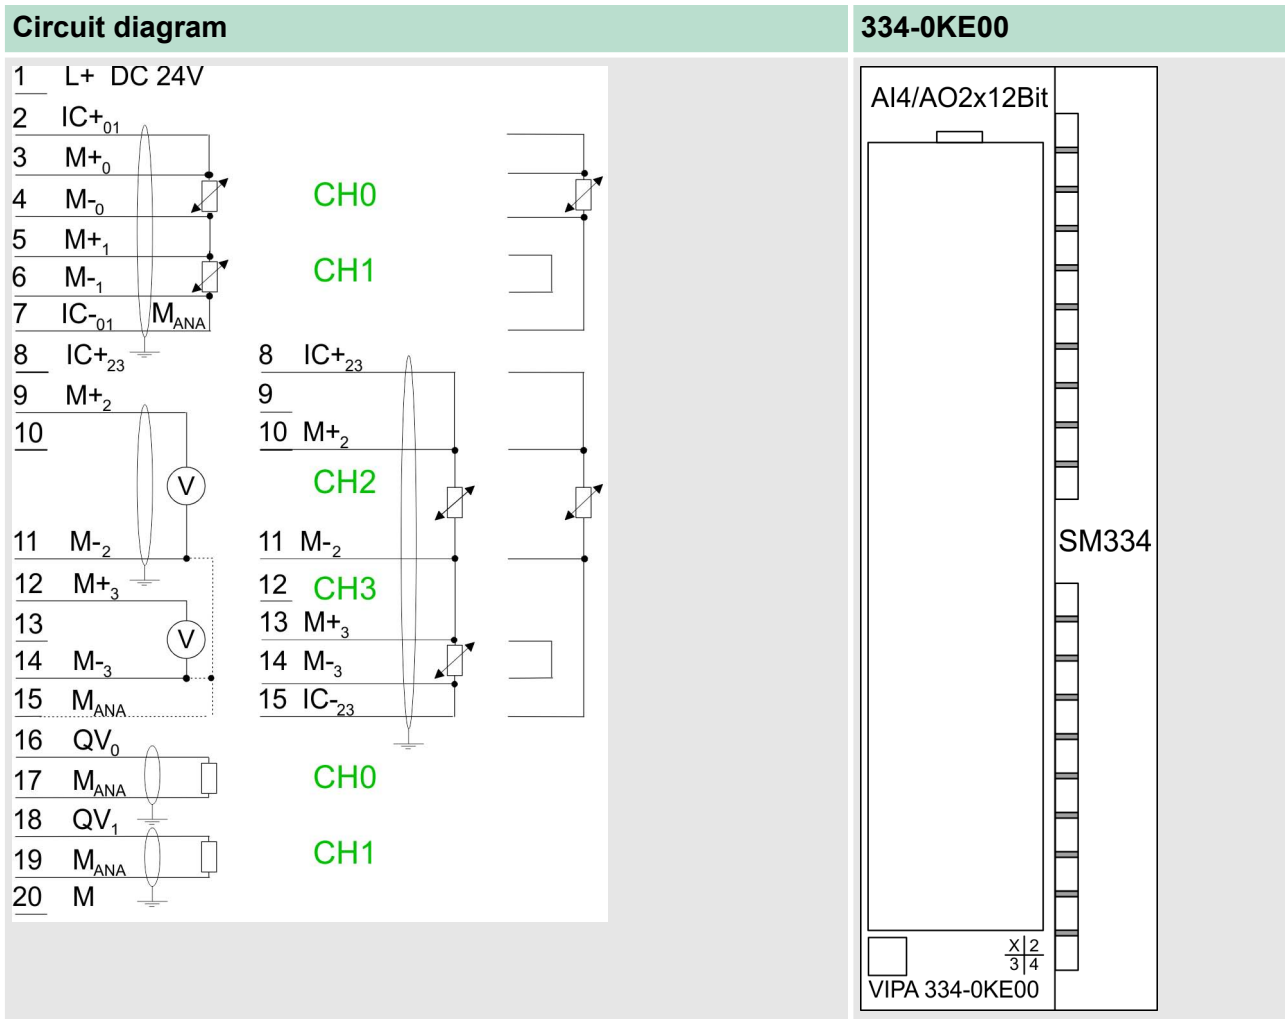 Circuit diagram
334-0KE00
1 L+ DC 24V
2 IC+01
3 M+0
4 M-0
CH0
5 M+1
6 M-1
CH1
7 IC-01 MANA
8 IC+23
8 IC+23
9 M+2
9
10
10 M+2
CH2
V
11 M-2
11 M-2
12 M+3
12 CH3
13
13 M+3
V
14 M-3
14 M-3
15 MANA
15 IC-23
16 QV0
17 MANA
CH0
18 QV1
19 MANA
CH1
20 M
AI4/AO2x12Bit
SM334
X 2
3 4
VIPA 334-0KE00